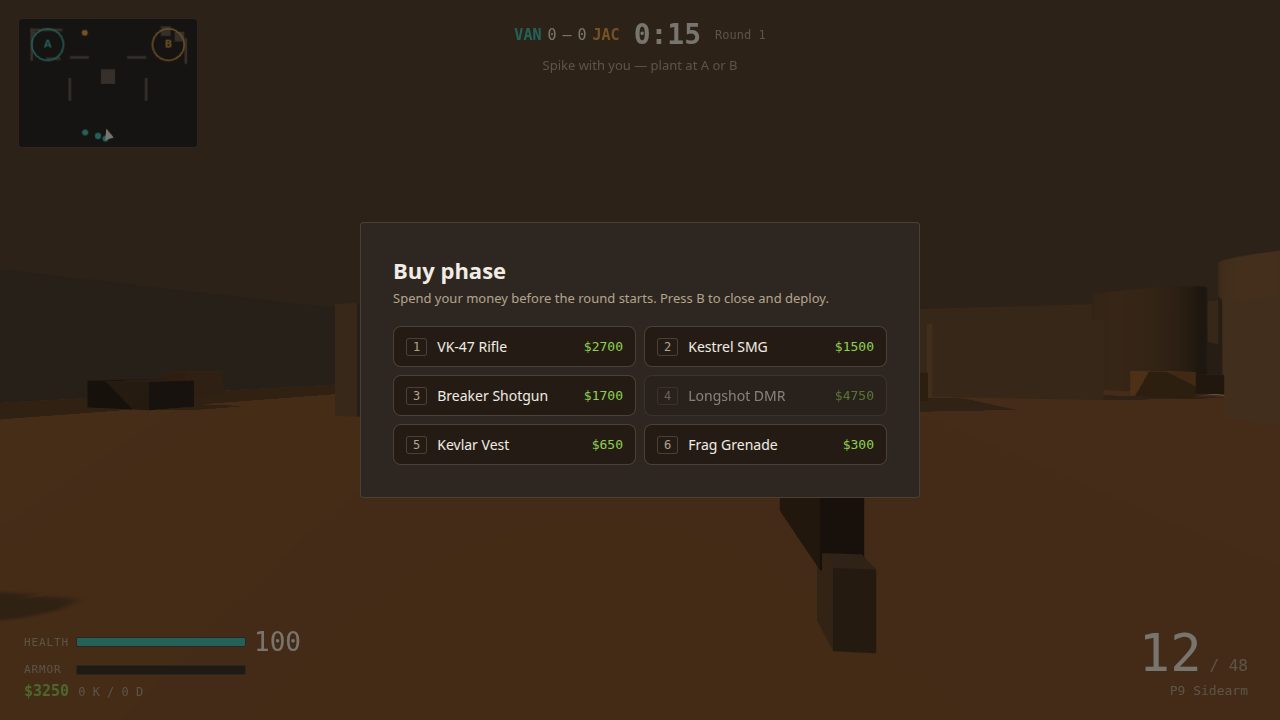 A
B
VAN 0 — 0 JAC 0:15 Round 1
Spike with you — plant at A or B
Buy phase
Spend your money before the round starts. Press B to close and deploy.
1 VK-47 Rifle $2700
2 Kestrel SMG $1500
3 Breaker Shotgun $1700
4 Longshot DMR $4750
5 Kevlar Vest $650
6 Frag Grenade $300
HEALTH 100
ARMOR
$3250 0 K / 0 D
12 / 48
P9 Sidearm